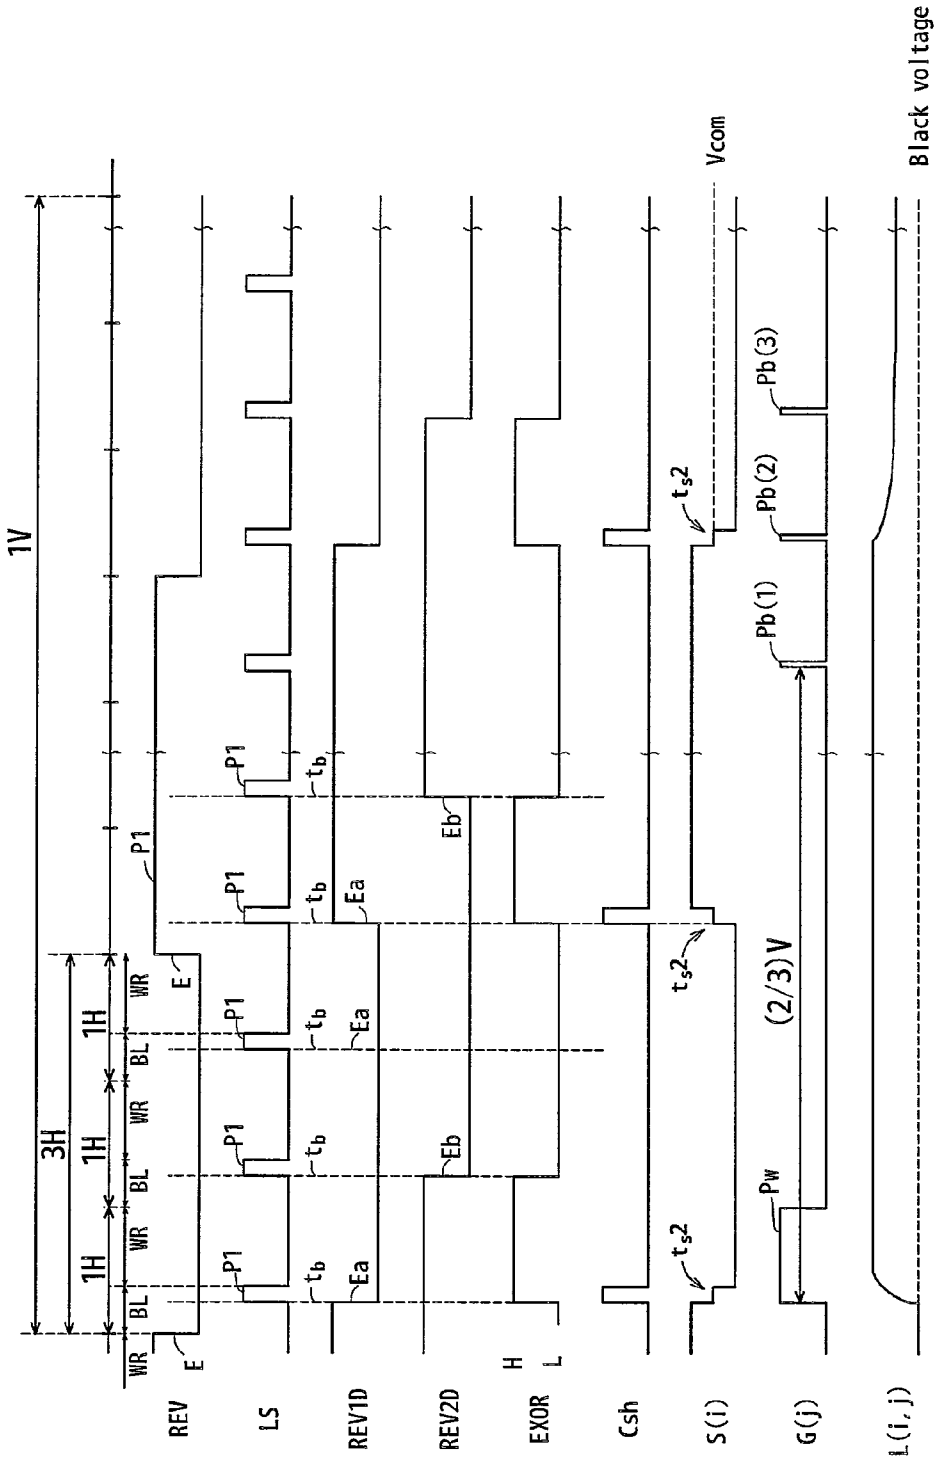 1V
3H
1H 1H 1H
WR BL WR BL WR BL WR
REV E E P1
LS P1 P1 P1 P1 P1
tb tb tb tb tb
REV1D Ea Ea Ea
REV2D Eb Eb
EXOR H L
Csh
S(i) ts2 ts2 ts2 Vcom
G(j) Pw (2/3)V Pb(1) Pb(2) Pb(3)
L(i,j) Black voltage